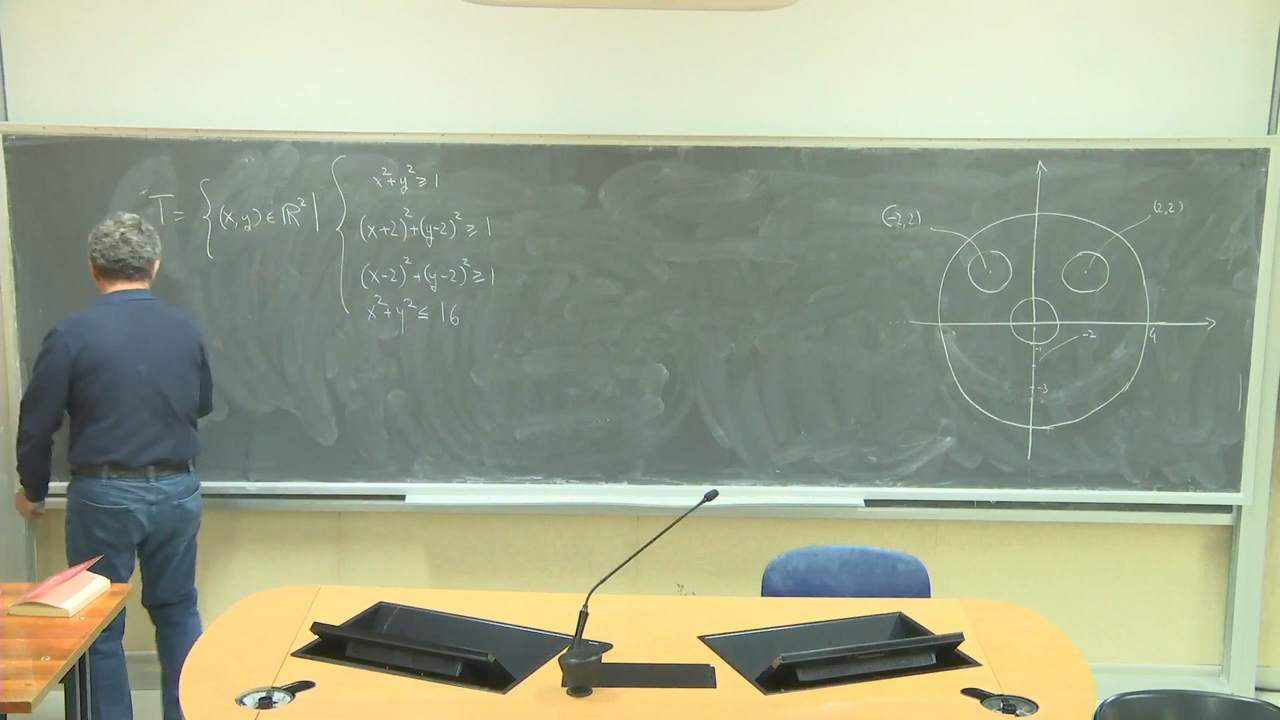 T = { (x,y) ∈ ℝ² | {
x²+y² ≥ 1
(x+2)²+(y-2)² ≥ 1
(x-2)²+(y-2)² ≥ 1
x²+y² ≤ 16
(-2,2)
(2,2)
4
-1
-2
-3